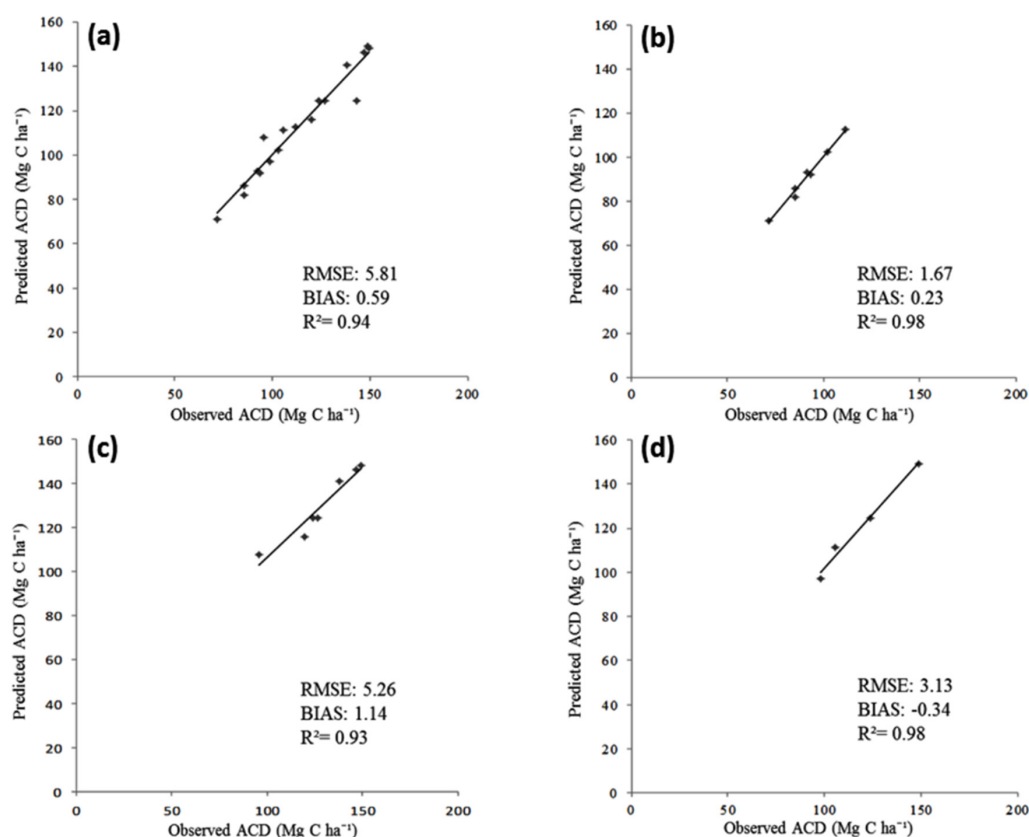 (a)
Predicted ACD (Mg C ha⁻¹)
160
140
120
100
80
60
40
20
0
RMSE: 5.81
BIAS: 0.59
R²= 0.94
0 50 100 150 200
Observed ACD (Mg C ha⁻¹)
(b)
Predicted ACD (Mg C ha⁻¹)
160
140
120
100
80
60
40
20
0
RMSE: 1.67
BIAS: 0.23
R²= 0.98
0 50 100 150 200
Observed ACD (Mg C ha⁻¹)
(c)
Predicted ACD (Mg C ha⁻¹)
160
140
120
100
80
60
40
20
0
RMSE: 5.26
BIAS: 1.14
R²= 0.93
0 50 100 150 200
Observed ACD (Mg C ha⁻¹)
(d)
Predicted ACD (Mg C ha⁻¹)
160
140
120
100
80
60
40
20
0
RMSE: 3.13
BIAS: -0.34
R²= 0.98
0 50 100 150 200
Observed ACD (Mg C ha⁻¹)